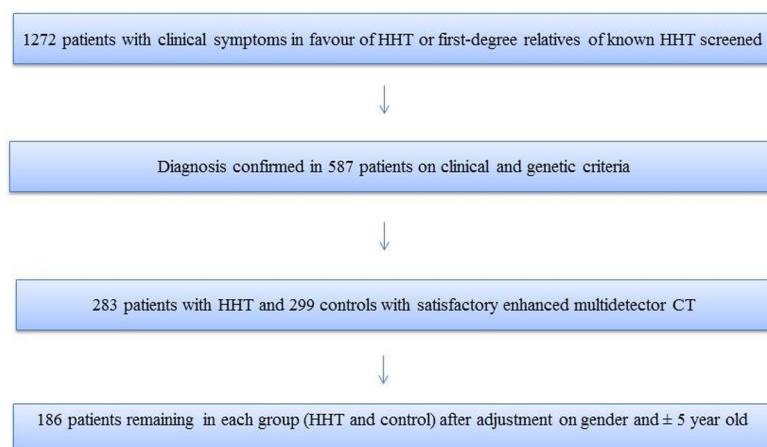 1272 patients with clinical symptoms in favour of HHT or first-degree relatives of known HHT screened
Diagnosis confirmed in 587 patients on clinical and genetic criteria
283 patients with HHT and 299 controls with satisfactory enhanced multidetector CT
186 patients remaining in each group (HHT and control) after adjustment on gender and ± 5 year old